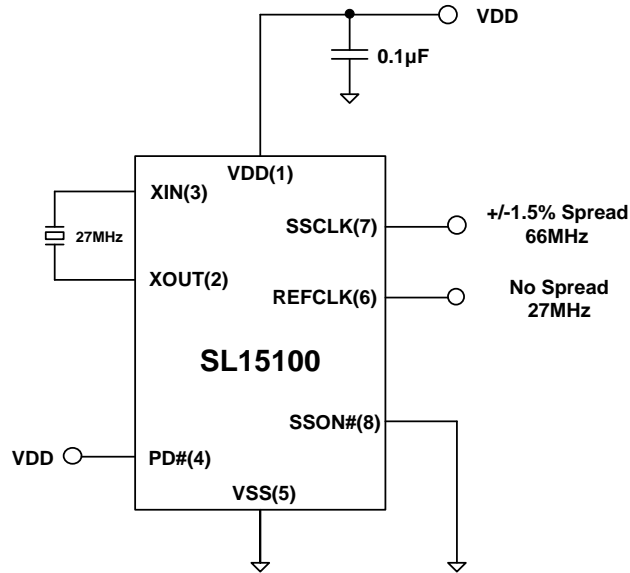 VDD
0.1µF
VDD(1)
XIN(3)
27MHz
XOUT(2)
SSCLK(7)
+/-1.5% Spread
66MHz
REFCLK(6)
No Spread
27MHz
SL15100
SSON#(8)
VDD
PD#(4)
VSS(5)